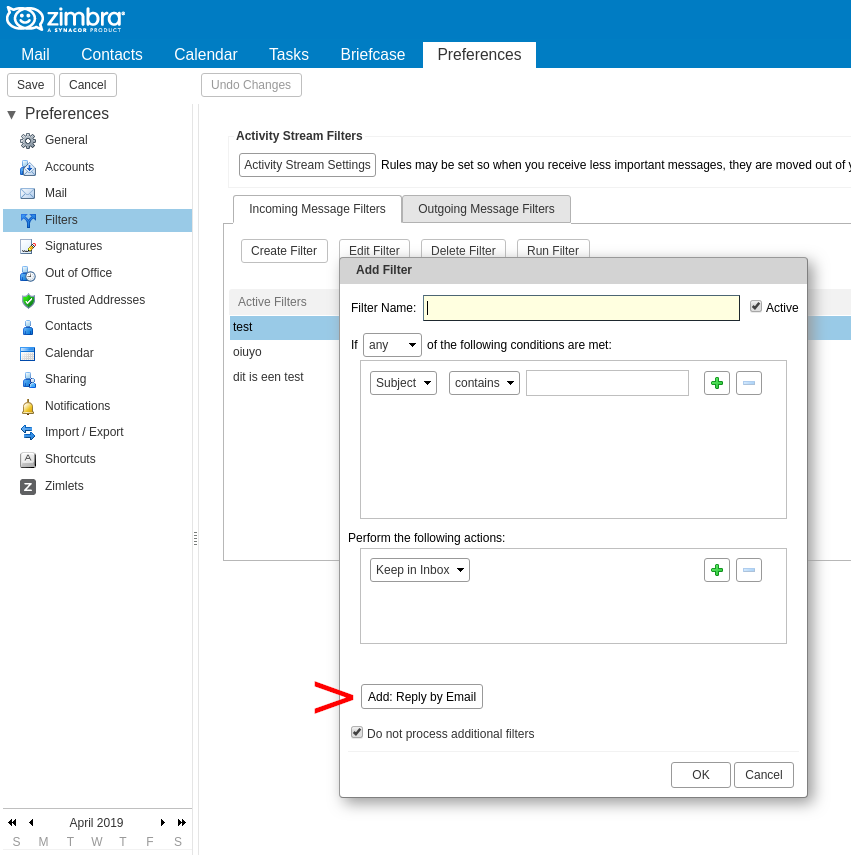 zimbra
A SYNACOR PRODUCT
Mail Contacts Calendar Tasks Briefcase Preferences
Save Cancel Undo Changes
Preferences
General
Accounts
Mail
Filters
Signatures
Out of Office
Trusted Addresses
Contacts
Calendar
Sharing
Notifications
Import / Export
Shortcuts
Zimlets
April 2019
S M T W T F S
Activity Stream Filters
Activity Stream Settings Rules may be set so when you receive less important messages, they are moved out of
Incoming Message Filters Outgoing Message Filters
Create Filter Edit Filter Delete Filter Run Filter
Active Filters
test
oiuyo
dit is een test
Add Filter
Filter Name: Active
If any of the following conditions are met:
Subject contains
Perform the following actions:
Keep in Inbox
> Add: Reply by Email
Do not process additional filters
OK Cancel